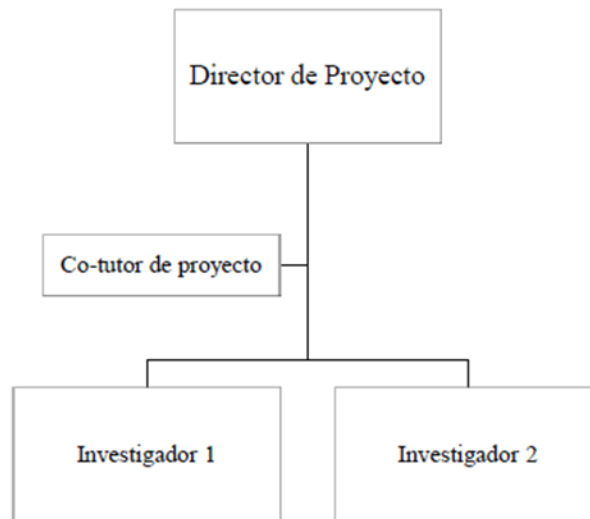 Director de Proyecto
Co-tutor de proyecto
Investigador 1
Investigador 2